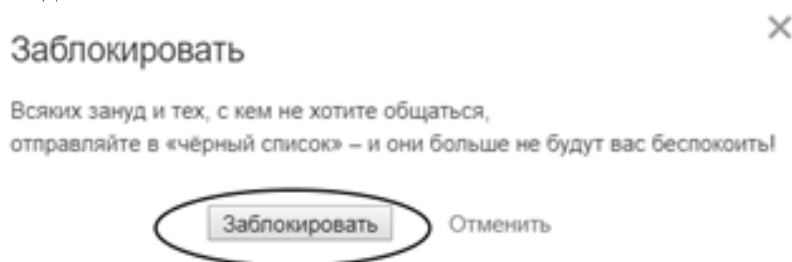 Заблокировать
Всяких зануд и тех, с кем не хотите общаться,
отправляйте в «чёрный список» – и они больше не будут вас беспокоить!
Заблокировать Отменить